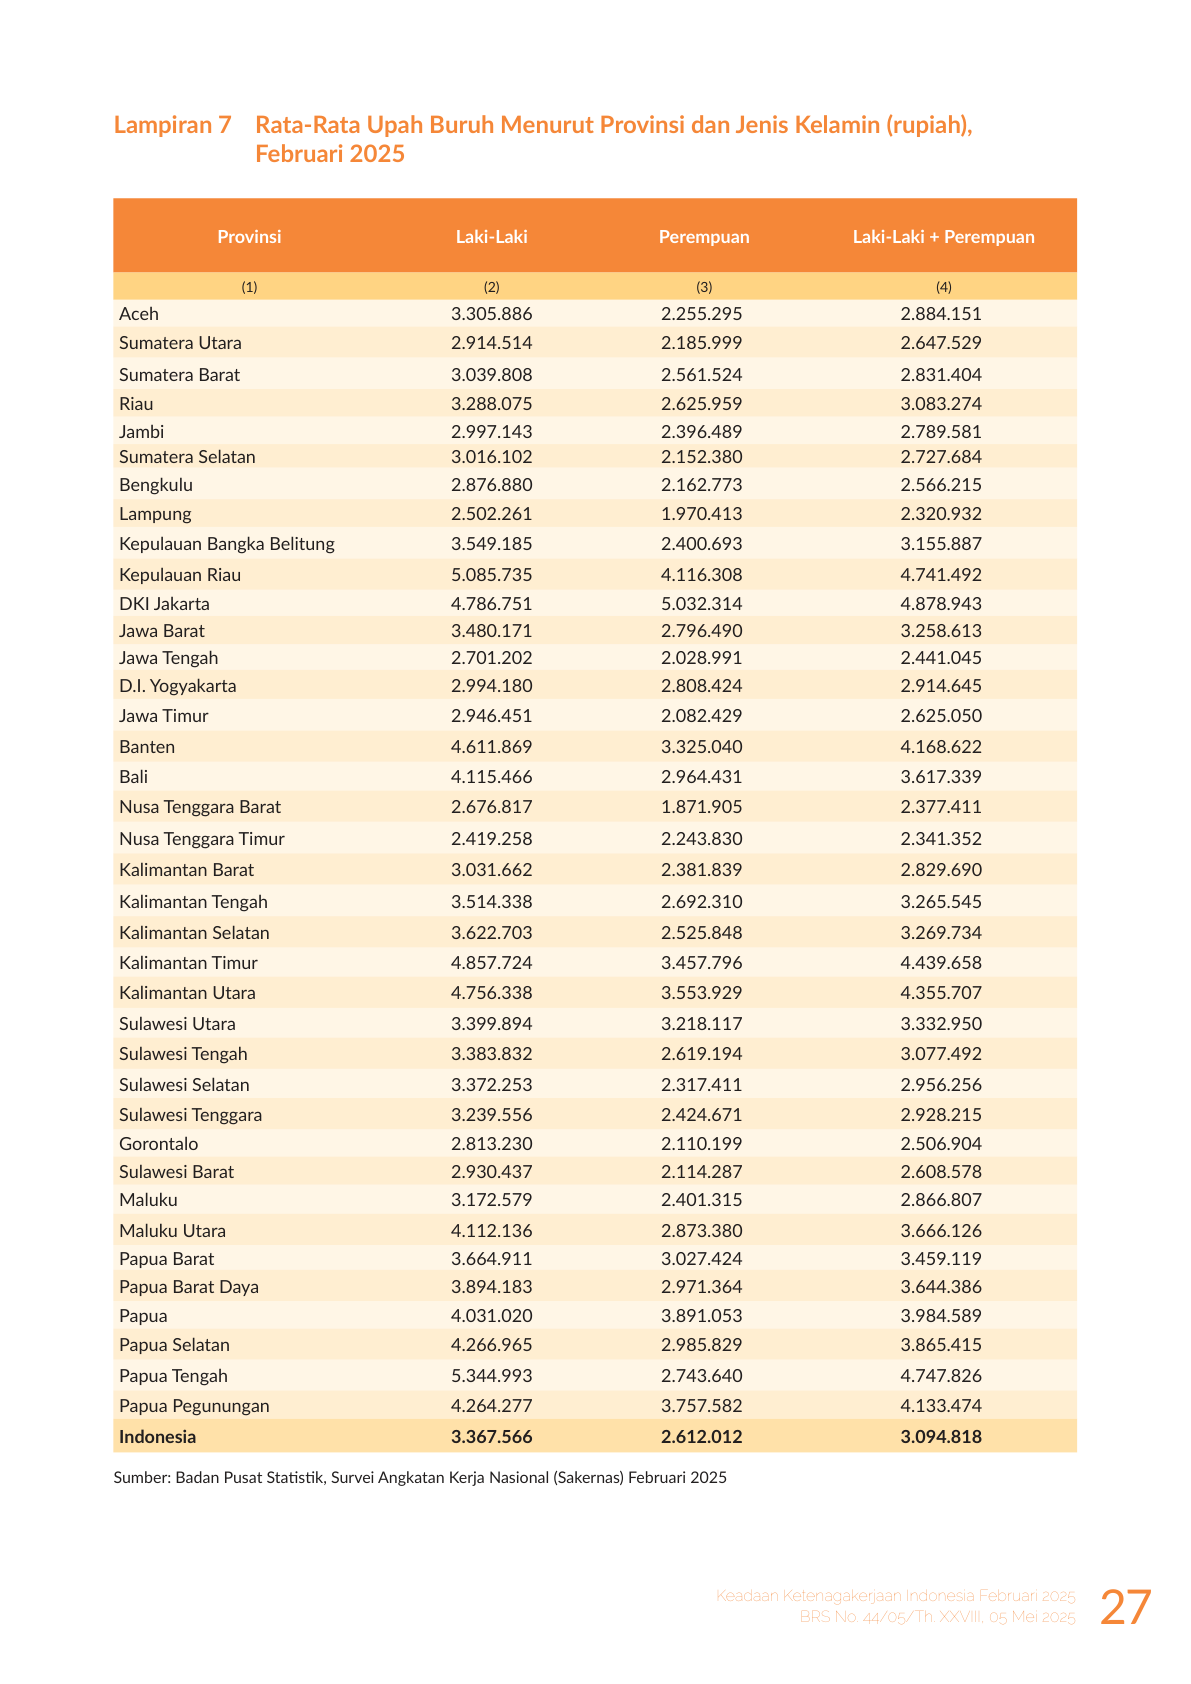 Lampiran 7 Rata-Rata Upah Buruh Menurut Provinsi dan Jenis Kelamin (rupiah),
Februari 2025
Provinsi Laki-Laki Perempuan Laki-Laki + Perempuan
(1) (2) (3) (4)
Aceh 3.305.886 2.255.295 2.884.151
Sumatera Utara 2.914.514 2.185.999 2.647.529
Sumatera Barat 3.039.808 2.561.524 2.831.404
Riau 3.288.075 2.625.959 3.083.274
Jambi 2.997.143 2.396.489 2.789.581
Sumatera Selatan 3.016.102 2.152.380 2.727.684
Bengkulu 2.876.880 2.162.773 2.566.215
Lampung 2.502.261 1.970.413 2.320.932
Kepulauan Bangka Belitung 3.549.185 2.400.693 3.155.887
Kepulauan Riau 5.085.735 4.116.308 4.741.492
DKI Jakarta 4.786.751 5.032.314 4.878.943
Jawa Barat 3.480.171 2.796.490 3.258.613
Jawa Tengah 2.701.202 2.028.991 2.441.045
D.I. Yogyakarta 2.994.180 2.808.424 2.914.645
Jawa Timur 2.946.451 2.082.429 2.625.050
Banten 4.611.869 3.325.040 4.168.622
Bali 4.115.466 2.964.431 3.617.339
Nusa Tenggara Barat 2.676.817 1.871.905 2.377.411
Nusa Tenggara Timur 2.419.258 2.243.830 2.341.352
Kalimantan Barat 3.031.662 2.381.839 2.829.690
Kalimantan Tengah 3.514.338 2.692.310 3.265.545
Kalimantan Selatan 3.622.703 2.525.848 3.269.734
Kalimantan Timur 4.857.724 3.457.796 4.439.658
Kalimantan Utara 4.756.338 3.553.929 4.355.707
Sulawesi Utara 3.399.894 3.218.117 3.332.950
Sulawesi Tengah 3.383.832 2.619.194 3.077.492
Sulawesi Selatan 3.372.253 2.317.411 2.956.256
Sulawesi Tenggara 3.239.556 2.424.671 2.928.215
Gorontalo 2.813.230 2.110.199 2.506.904
Sulawesi Barat 2.930.437 2.114.287 2.608.578
Maluku 3.172.579 2.401.315 2.866.807
Maluku Utara 4.112.136 2.873.380 3.666.126
Papua Barat 3.664.911 3.027.424 3.459.119
Papua Barat Daya 3.894.183 2.971.364 3.644.386
Papua 4.031.020 3.891.053 3.984.589
Papua Selatan 4.266.965 2.985.829 3.865.415
Papua Tengah 5.344.993 2.743.640 4.747.826
Papua Pegunungan 4.264.277 3.757.582 4.133.474
Indonesia 3.367.566 2.612.012 3.094.818
Sumber: Badan Pusat Statistik, Survei Angkatan Kerja Nasional (Sakernas) Februari 2025
Keadaan Ketenagakerjaan Indonesia Februari 2025
BRS No. 44/05/Th. XXVIII, 05 Mei 2025
27